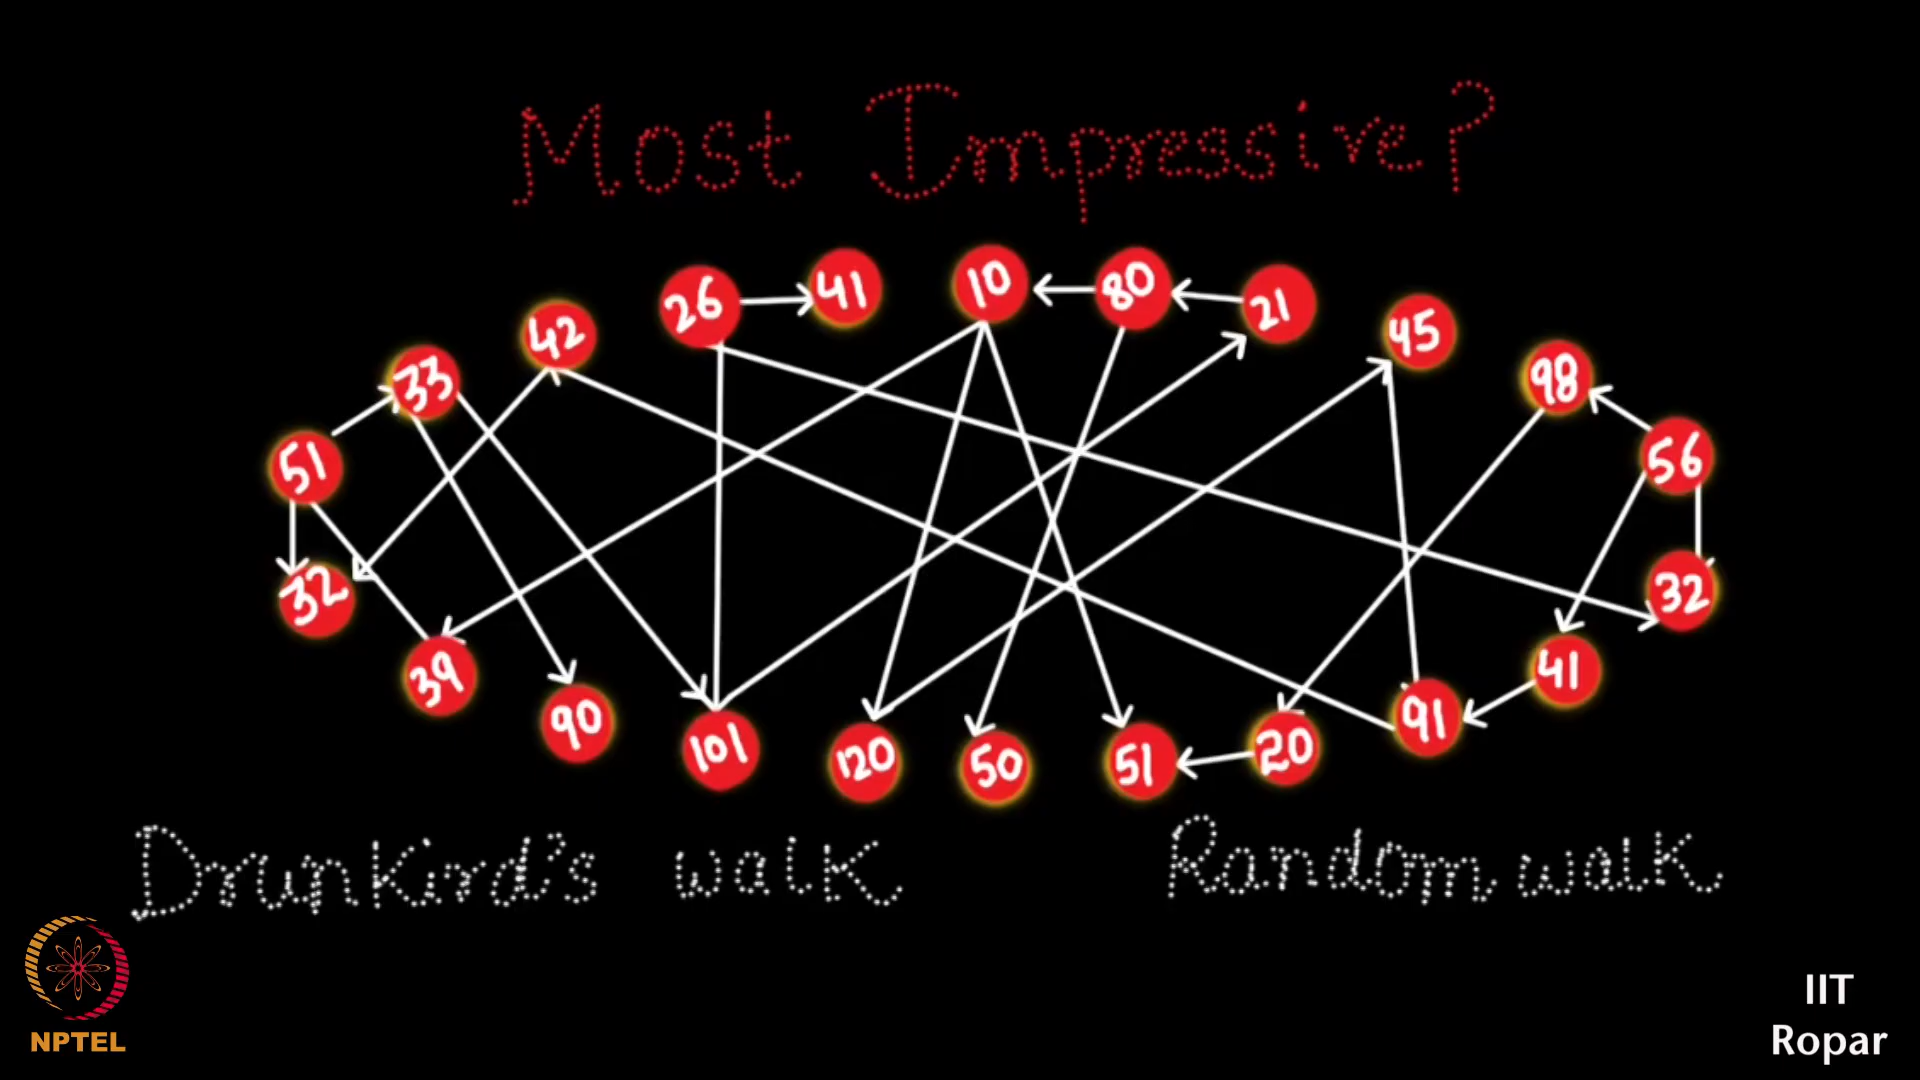 Most Impressive?
26 41 10 80 21
42 45
33 98
51 56
32 32
39 41
90 101 120 50 51 20 91
Drunkird's walk Random walk
NPTEL
IIT
Ropar